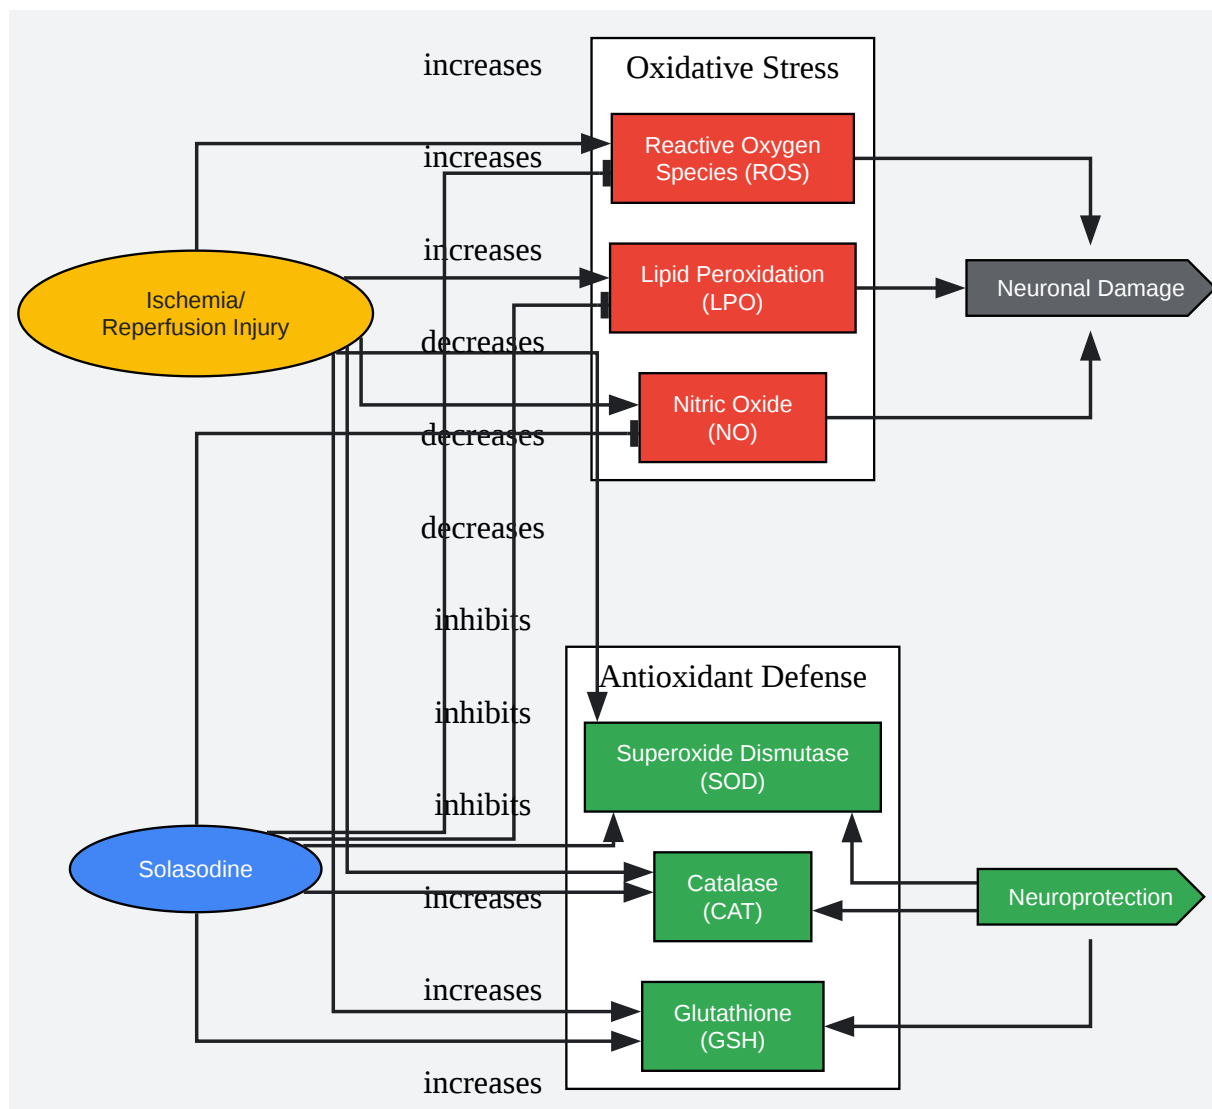 increases
Oxidative Stress
Reactive Oxygen
Species (ROS)
increases
increases
Lipid Peroxidation
(LPO)
Neuronal Damage
Ischemia/
Reperfusion Injury
decreases
Nitric Oxide
(NO)
decreases
decreases
inhibits
Antioxidant Defense
inhibits
Superoxide Dismutase
(SOD)
inhibits
Solasodine
Catalase
(CAT)
increases
Neuroprotection
increases
Glutathione
(GSH)
increases